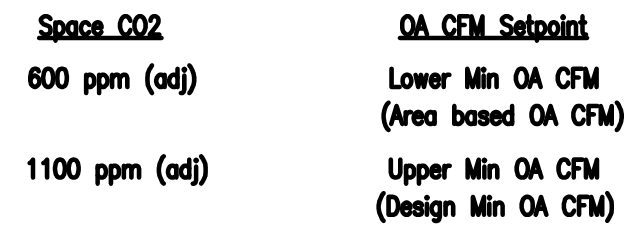 Space CO2 OA CFM Setpoint
600 ppm (adj) Lower Min OA CFM
(Area based OA CFM)
1100 ppm (adj) Upper Min OA CFM
(Design Min OA CFM)